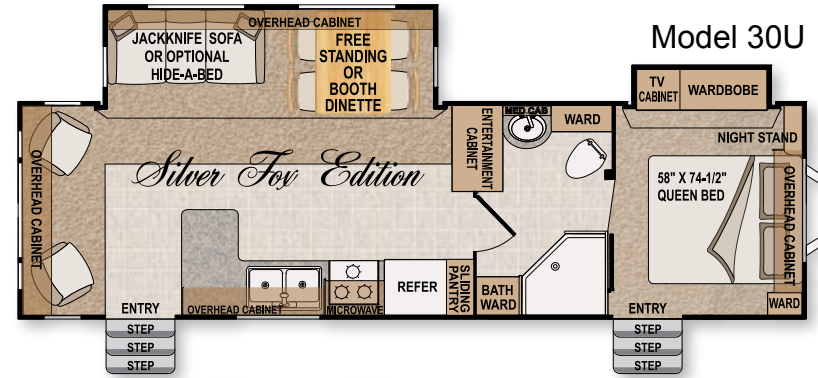 Model 30U
OVERHEAD CABINET
JACKKNIFE SOFA
OR OPTIONAL
HIDE-A-BED
FREE
STANDING
OR
BOOTH
DINETTE
TV
CABINET
WARDBOBE
MED CAB
WARD
ENTERTAINMENT
CABINET
NIGHT STAND
OVERHEAD CABINET
Silver Fox Edition
58" X 74-1/2"
QUEEN BED
OVERHEAD CABINET
REFER
SLIDING
PANTRY
BATH
WARD
ENTRY
OVERHEAD CABINET
MICROWAVE
ENTRY
WARD
STEP
STEP
STEP
STEP
STEP
STEP